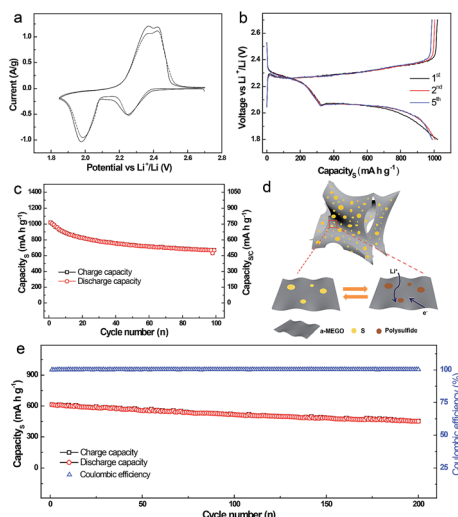 a
1.0
0.5
0.0
-0.5
-1.0
Current (A/g)
1.8 2.0 2.2 2.4 2.6 2.8
Potential vs Li⁺/Li (V)
b
2.6
2.4
2.2
2.0
1.8
Voltage vs Li⁺/Li (V)
1st
2nd
5th
0 200 400 600 800 1000
Capacity_S (mA h g⁻¹)
c
1400
1200
1000
800
600
400
200
0
Capacity_S (mA h g⁻¹)
1050
900
750
600
450
300
150
0
Capacity_S/C (mA h g⁻¹)
Charge capacity
Discharge capacity
0 20 40 60 80 100
Cycle number (n)
d
Li⁺
e⁻
a-MEGO S Polysulfide
e
900
600
300
0
Capacity_S (mA h g⁻¹)
100
75
50
25
Coulombic efficiency (%)
Charge capacity
Discharge capacity
Coulombic efficiency
0 50 100 150 200
Cycle number (n)